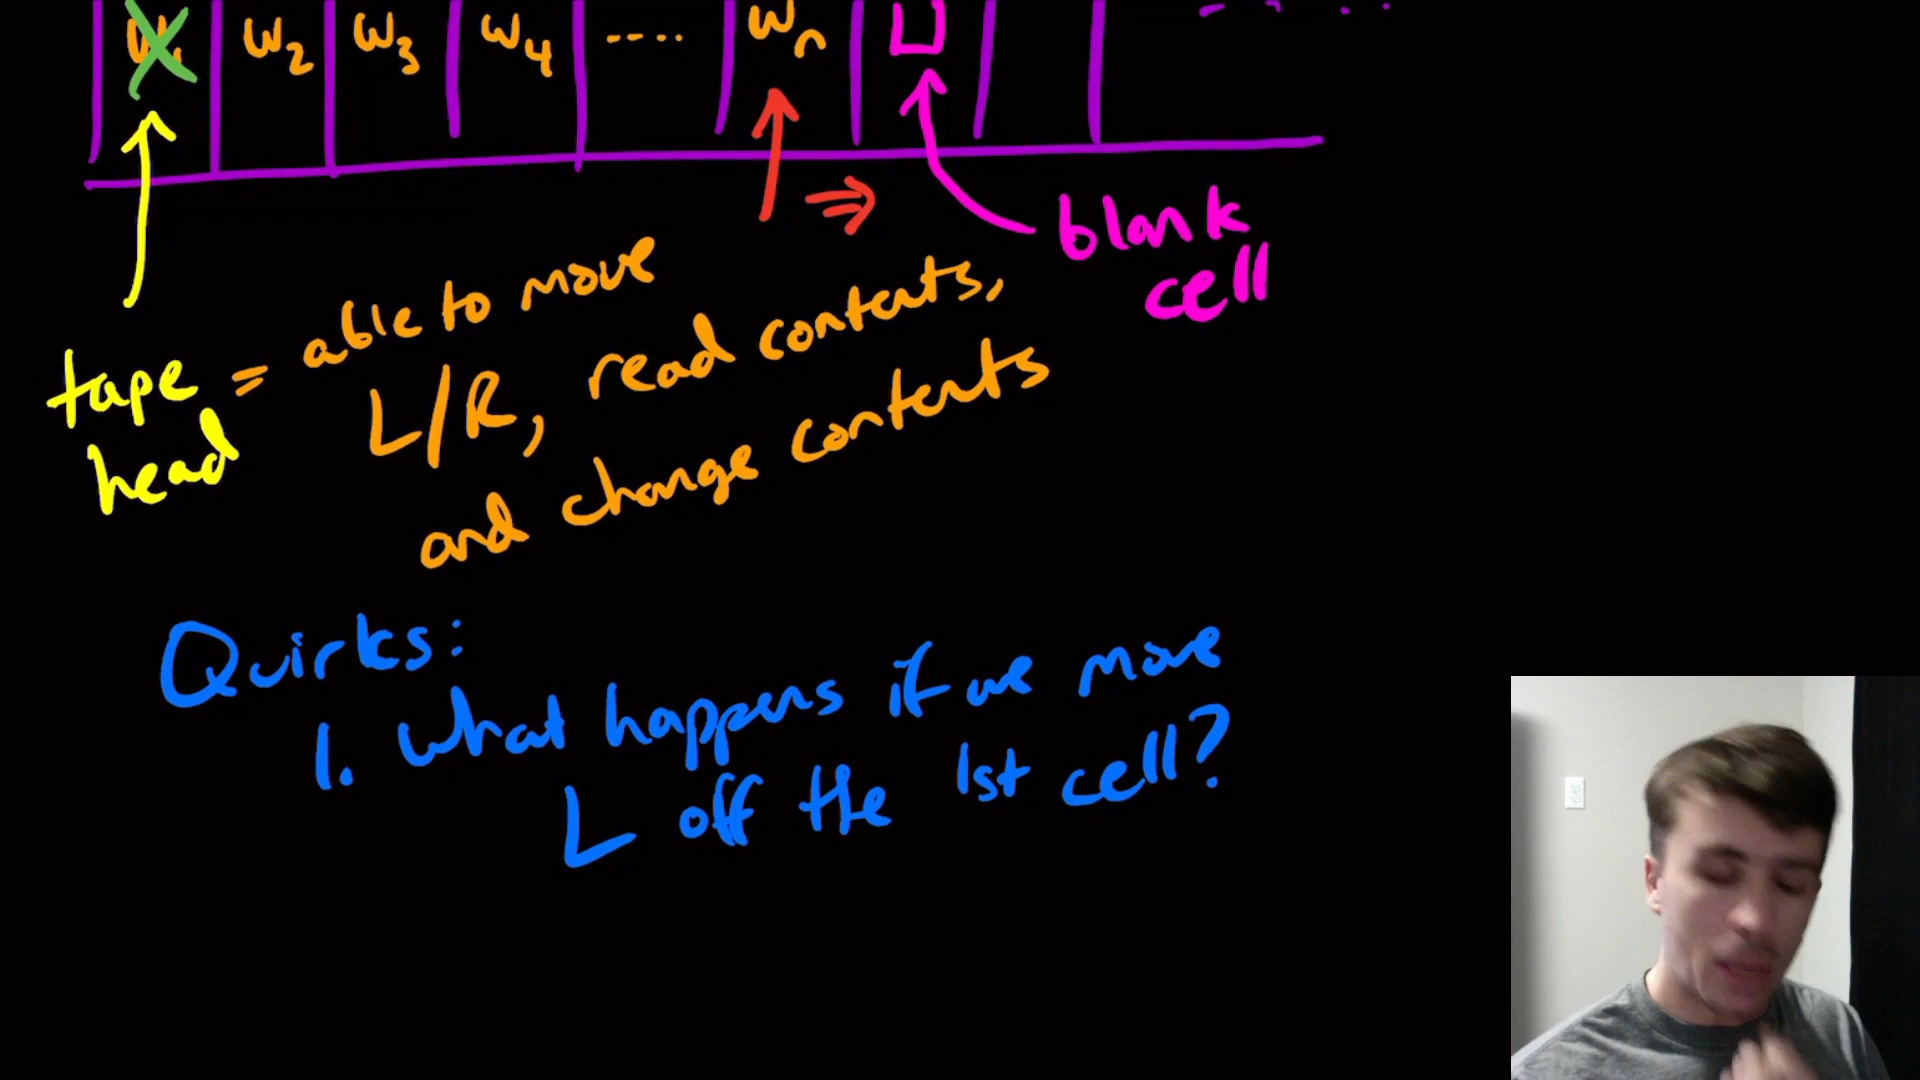 W₁ W₂ W₃ W₄ .... Wₙ ⊔
blank
cell
tape
head
= able to move
L/R, read contents,
and change contents
Quirks:
1. What happens if we move
L off the 1st cell?